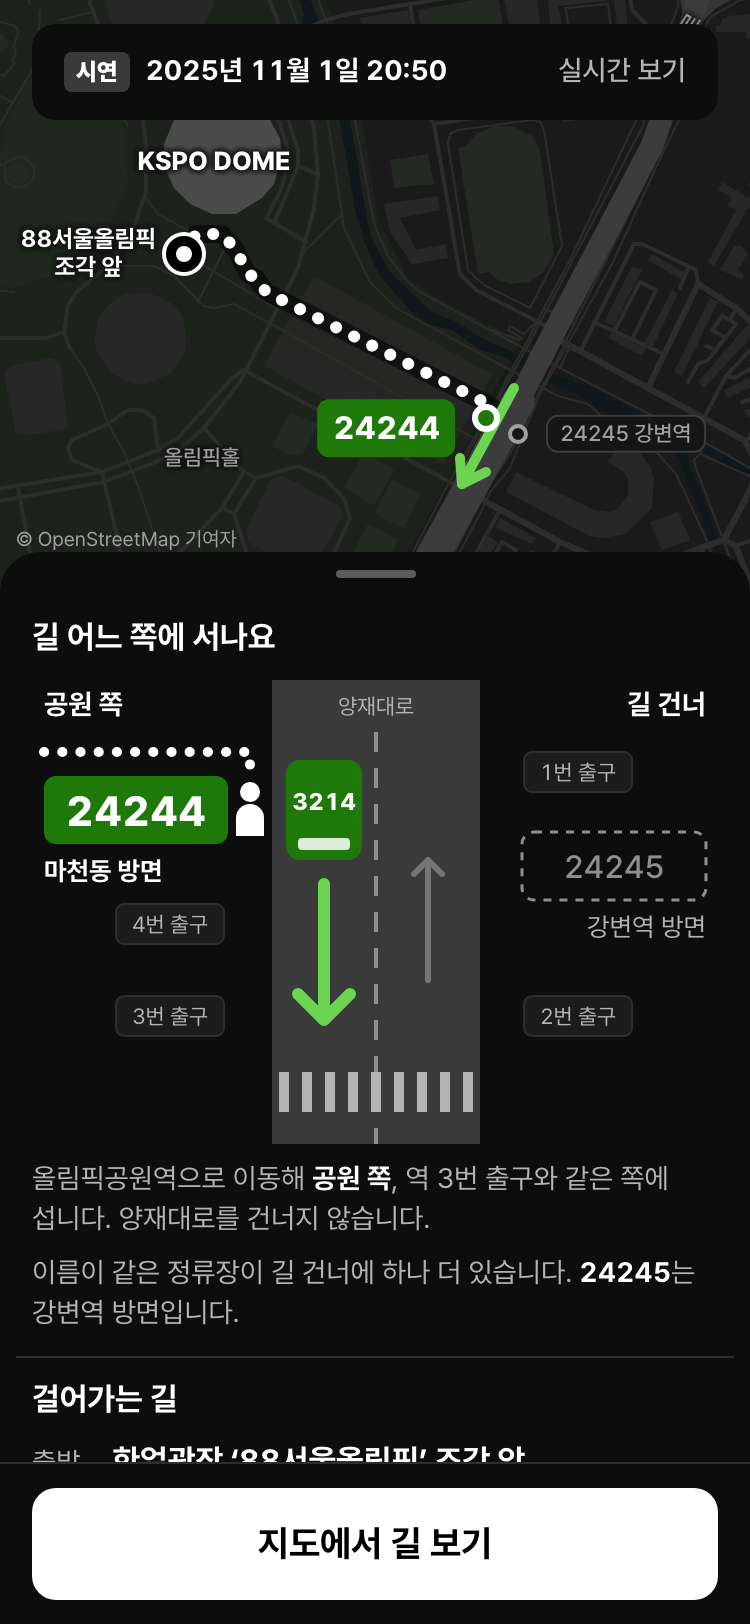 시연 2025년 11월 1일 20:50 실시간 보기
KSPO DOME
88서울올림픽
조각 앞
24244
24245 강변역
올림픽홀
© OpenStreetMap 기여자
길 어느 쪽에 서나요
공원 쪽
양재대로
길 건너
1번 출구
3214
24244
24245
마천동 방면
강변역 방면
4번 출구
3번 출구
2번 출구
올림픽공원역으로 이동해 공원 쪽, 역 3번 출구와 같은 쪽에
섭니다. 양재대로를 건너지 않습니다.
이름이 같은 정류장이 길 건너에 하나 더 있습니다. 24245는
강변역 방면입니다.
걸어가는 길
출발
지도에서 길 보기